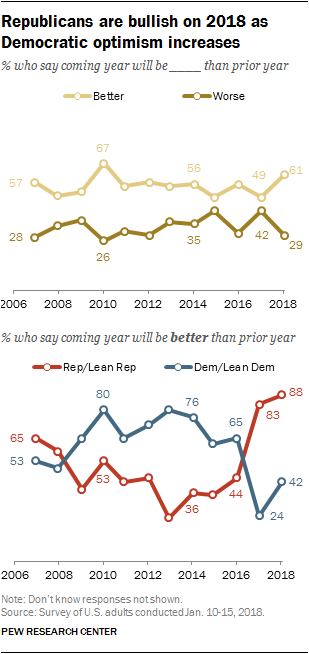 Republicans are bullish on 2018 as
Democratic optimism increases
% who say coming year will be ____ than prior year
Better Worse
67
57 56 49 61
28 26 35 42 29
2006 2008 2010 2012 2014 2016 2018
% who say coming year will be better than prior year
Rep/Lean Rep Dem/Lean Dem
80 76 88
65 65 83
53 53 44 42
36 24
2006 2008 2010 2012 2014 2016 2018
Note: Don't know responses not shown.
Source: Survey of U.S. adults conducted Jan. 10-15, 2018.
PEW RESEARCH CENTER